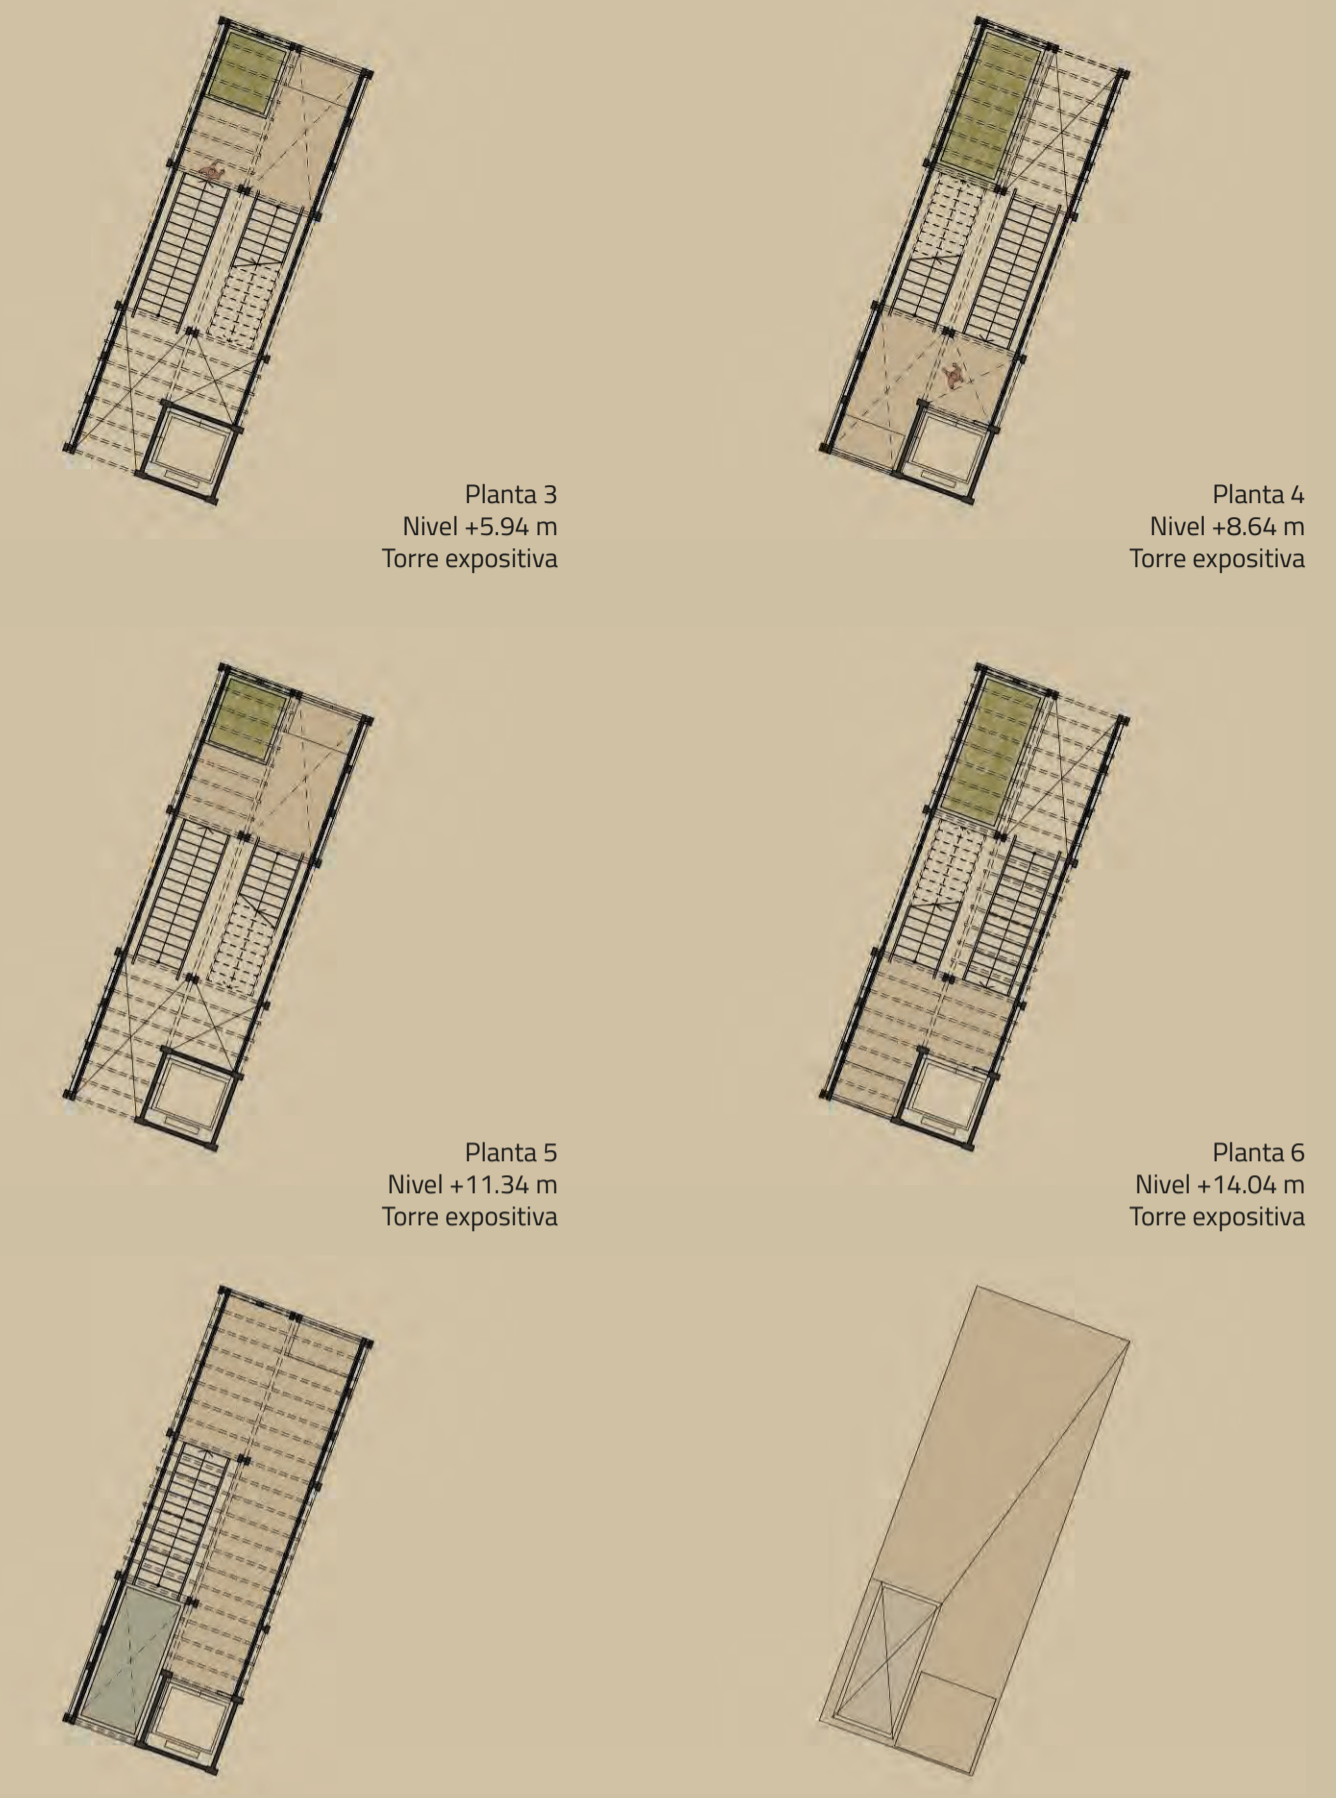 Planta 3
Nivel +5.94 m
Torre expositiva
Planta 4
Nivel +8.64 m
Torre expositiva
Planta 5
Nivel +11.34 m
Torre expositiva
Planta 6
Nivel +14.04 m
Torre expositiva